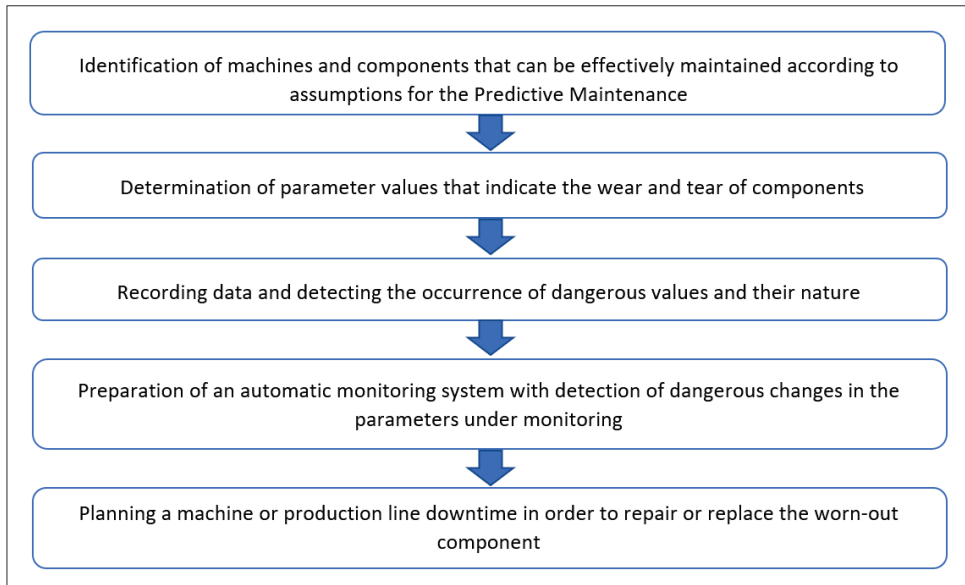 Identification of machines and components that can be effectively maintained according to
assumptions for the Predictive Maintenance
Determination of parameter values that indicate the wear and tear of components
Recording data and detecting the occurrence of dangerous values and their nature
Preparation of an automatic monitoring system with detection of dangerous changes in the
parameters under monitoring
Planning a machine or production line downtime in order to repair or replace the worn-out
component